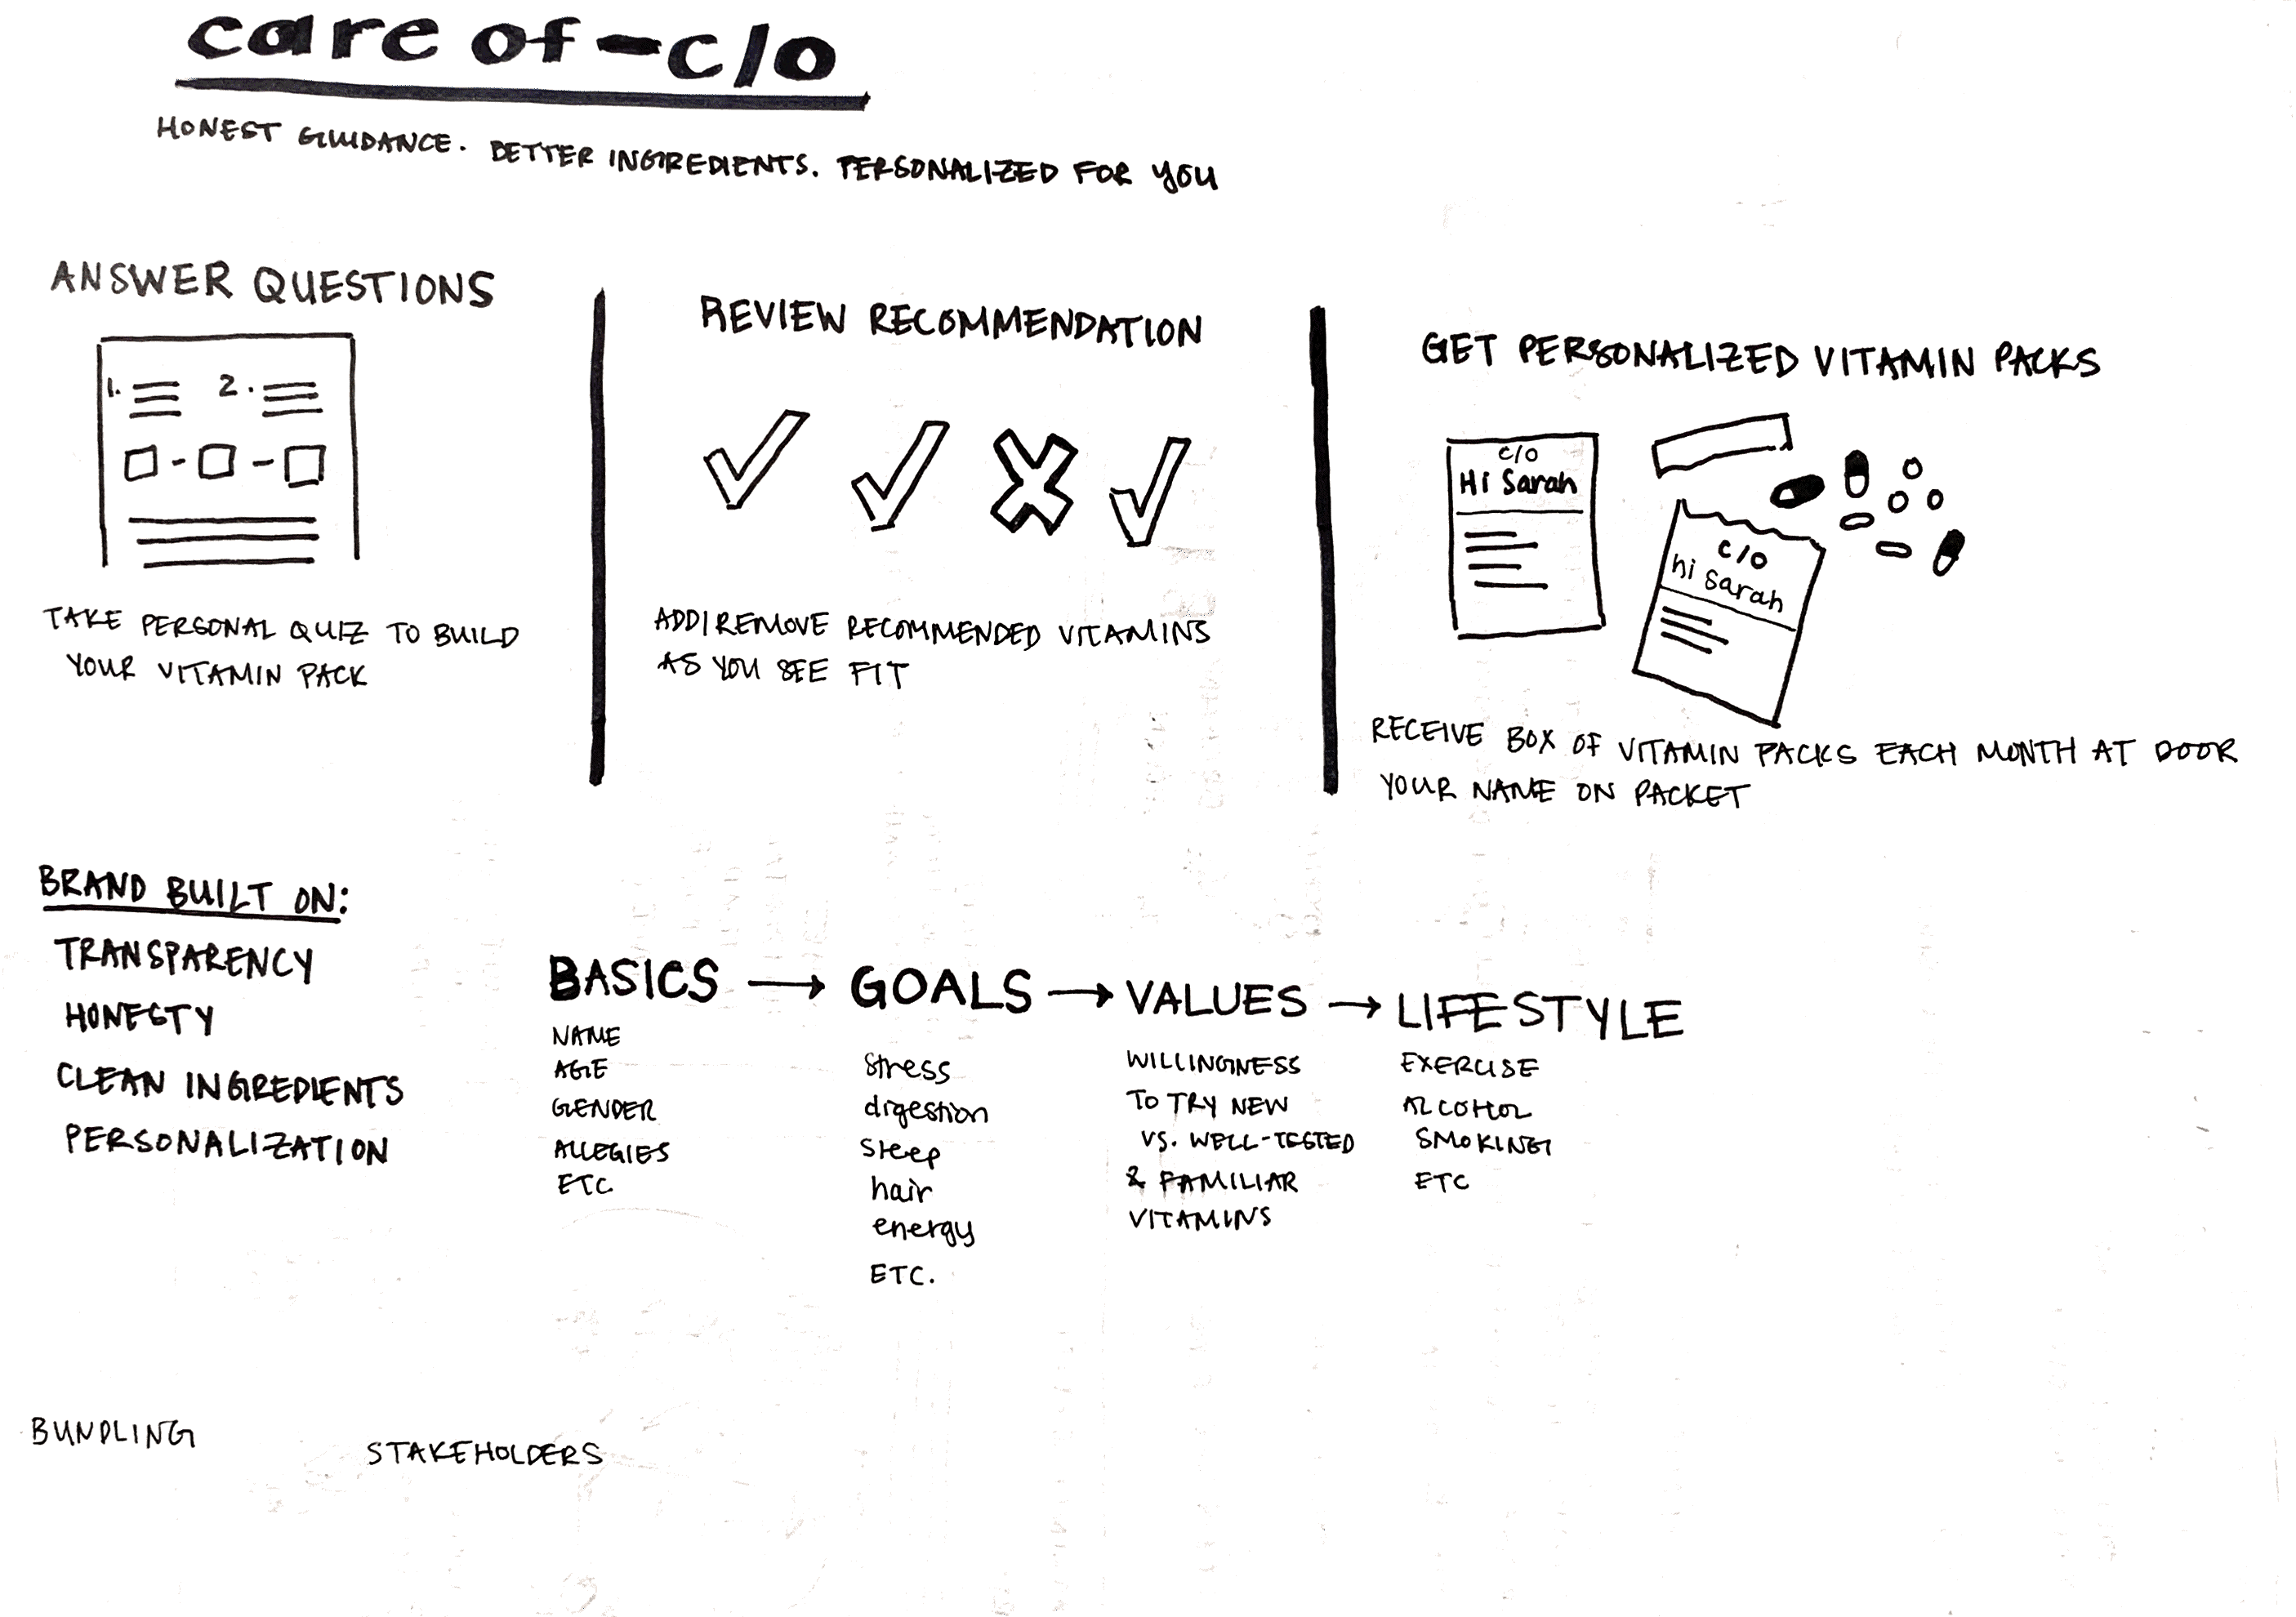 care of - c/o
HONEST GUIDANCE. BETTER INGREDIENTS. PERSONALIZED FOR YOU
ANSWER QUESTIONS
1. 2.
TAKE PERSONAL QUIZ TO BUILD
YOUR VITAMIN PACK
REVIEW RECOMMENDATION
ADD/REMOVE RECOMMENDED VITAMINS
AS YOU SEE FIT
GET PERSONALIZED VITAMIN PACKS
c/o
Hi Sarah
c/o
hi Sarah
RECEIVE BOX OF VITAMIN PACKS EACH MONTH AT DOOR
YOUR NAME ON PACKET
BRAND BUILT ON:
TRANSPARENCY
HONESTY
CLEAN INGREDIENTS
PERSONALIZATION
BASICS → GOALS → VALUES → LIFESTYLE
NAME
AGE
GENDER
ALLEGIES
ETC
stress
digestion
sleep
hair
energy
ETC.
WILLINGNESS
TO TRY NEW
VS. WELL-TESTED
& FAMILIAR
VITAMINS
EXERCISE
ALCOHOL
SMOKING
ETC
BUNDLING
STAKEHOLDERS